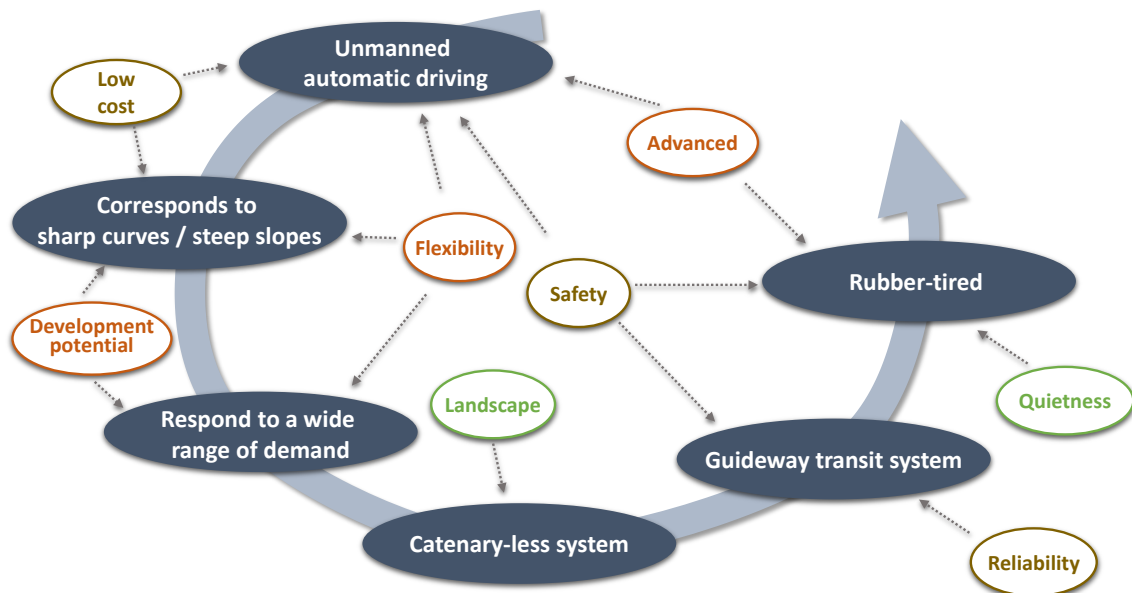 Unmanned
automatic driving
Low
cost
Advanced
Corresponds to
sharp curves / steep slopes
Flexibility
Safety
Rubber-tired
Development
potential
Landscape
Quietness
Respond to a wide
range of demand
Guideway transit system
Catenary-less system
Reliability